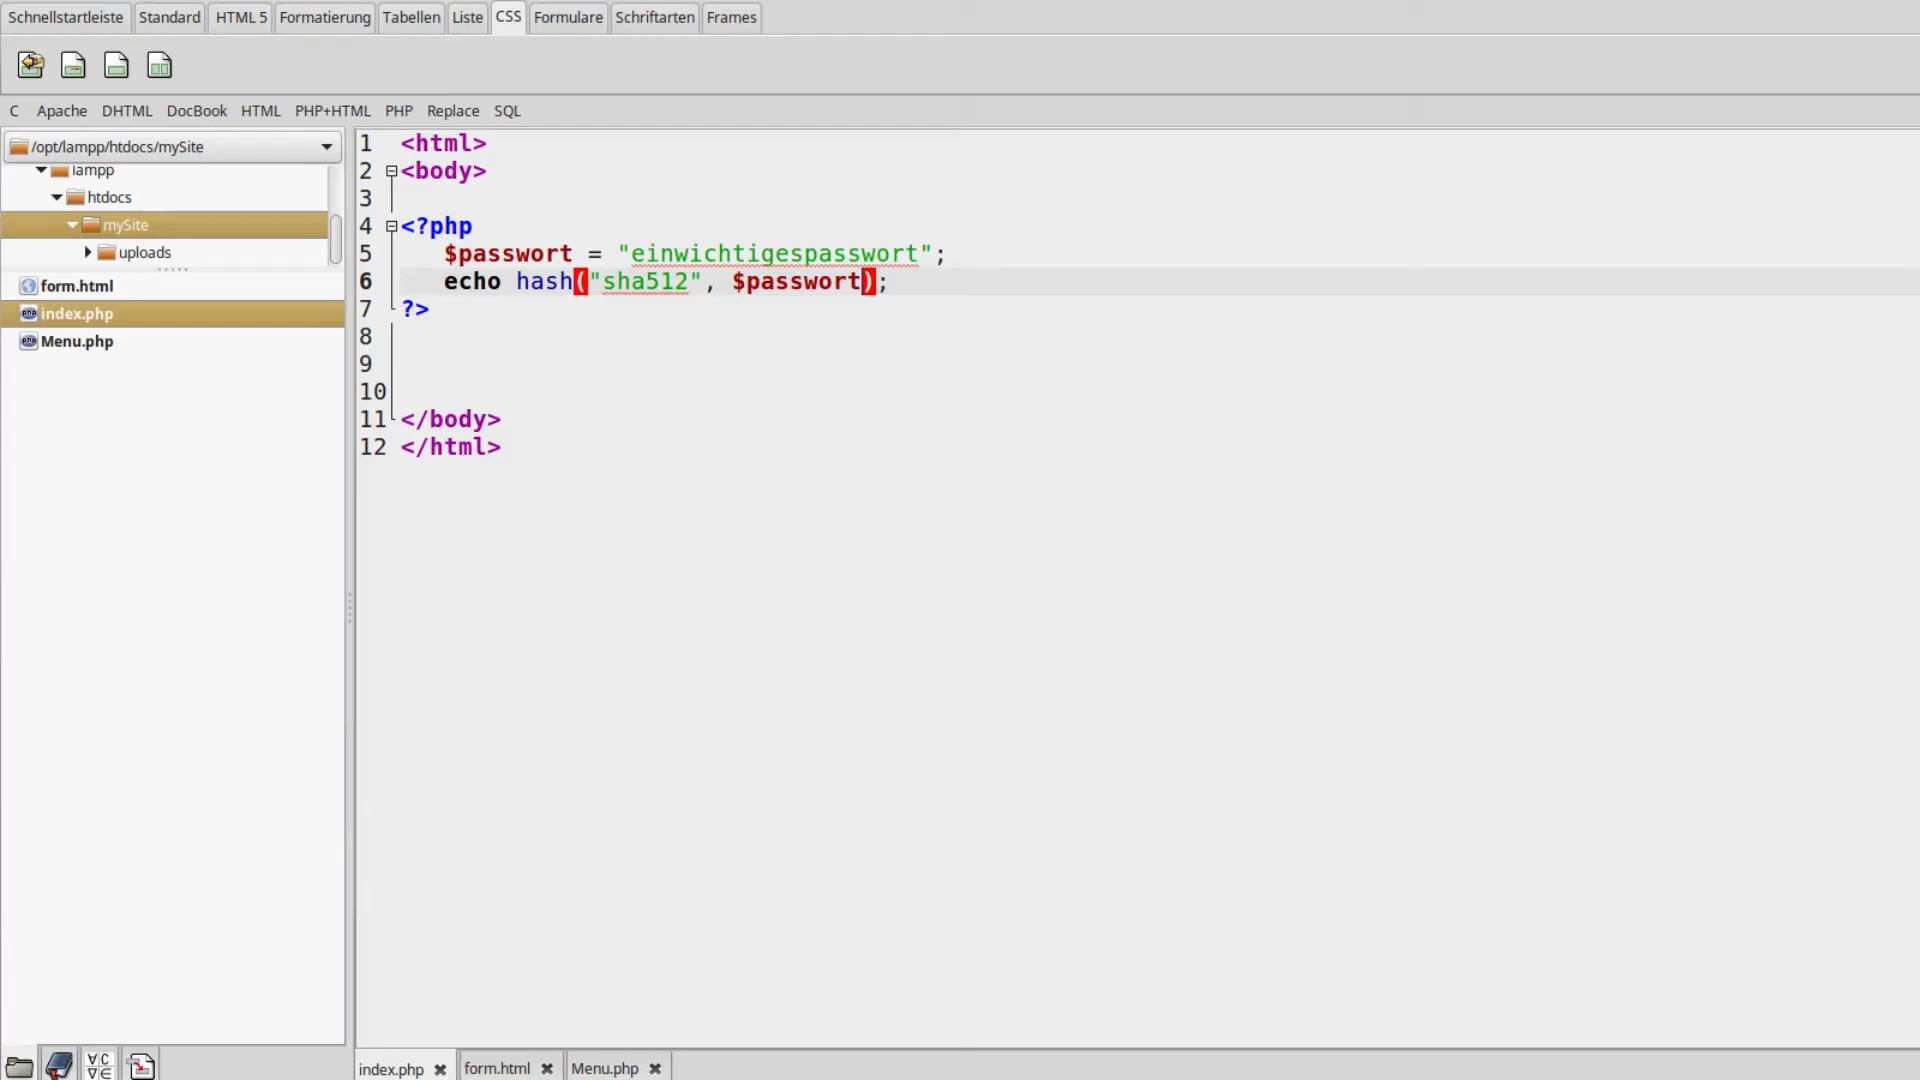 Schnellstartleiste Standard HTML 5 Formatierung Tabellen Liste CSS Formulare Schriftarten Frames
C Apache DHTML DocBook HTML PHP+HTML PHP Replace SQL
/opt/lampp/htdocs/mySite
lampp
htdocs
mySite
uploads
form.html
index.php
Menu.php
1 <html>
2 <body>
3
4 <?php
5 $passwort = "einwichtigespasswort";
6 echo hash("sha512", $passwort);
7 ?>
8
9
10
11 </body>
12 </html>
index.php form.html Menu.php